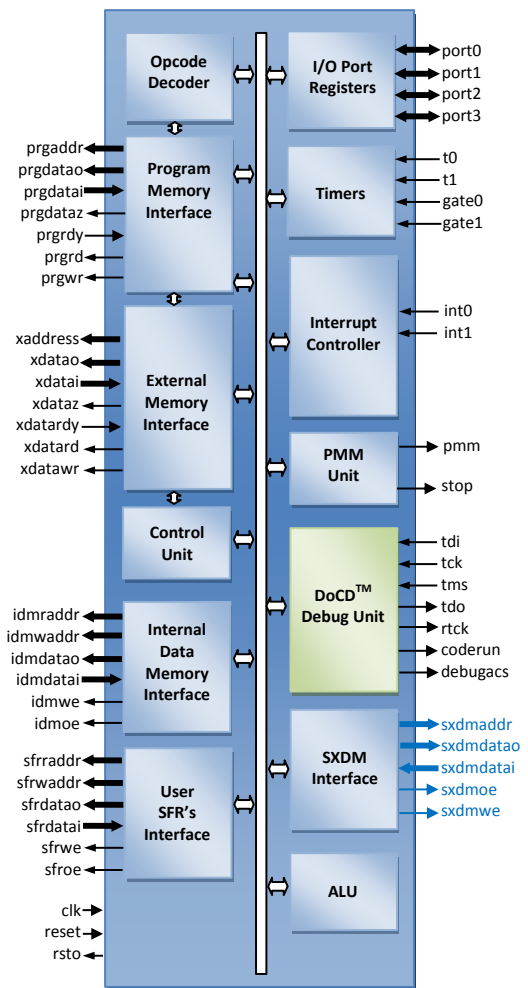 Opcode
Decoder
prgaddr
prgdatao
prgdatai
prgdataz
prgrdy
prgrd
prgwr
Program
Memory
Interface
xaddress
xdatao
xdatai
xdataz
xdatardy
xdatard
xdatawr
External
Memory
Interface
Control
Unit
idmraddr
idmwaddr
idmdatao
idmdatai
idmwe
idmoe
Internal
Data
Memory
Interface
sfrraddr
sfrwaddr
sfrdatao
sfrdatai
sfrwe
sfroe
User
SFR's
Interface
clk
reset
rsto
I/O Port
Registers
port0
port1
port2
port3
Timers
t0
t1
gate0
gate1
Interrupt
Controller
int0
int1
PMM
Unit
pmm
stop
DoCD™
Debug Unit
tdi
tck
tms
tdo
rtck
coderun
debugacs
SXDM
Interface
sxdmaddr
sxdmdatao
sxdmdatai
sxdmoe
sxdmwe
ALU